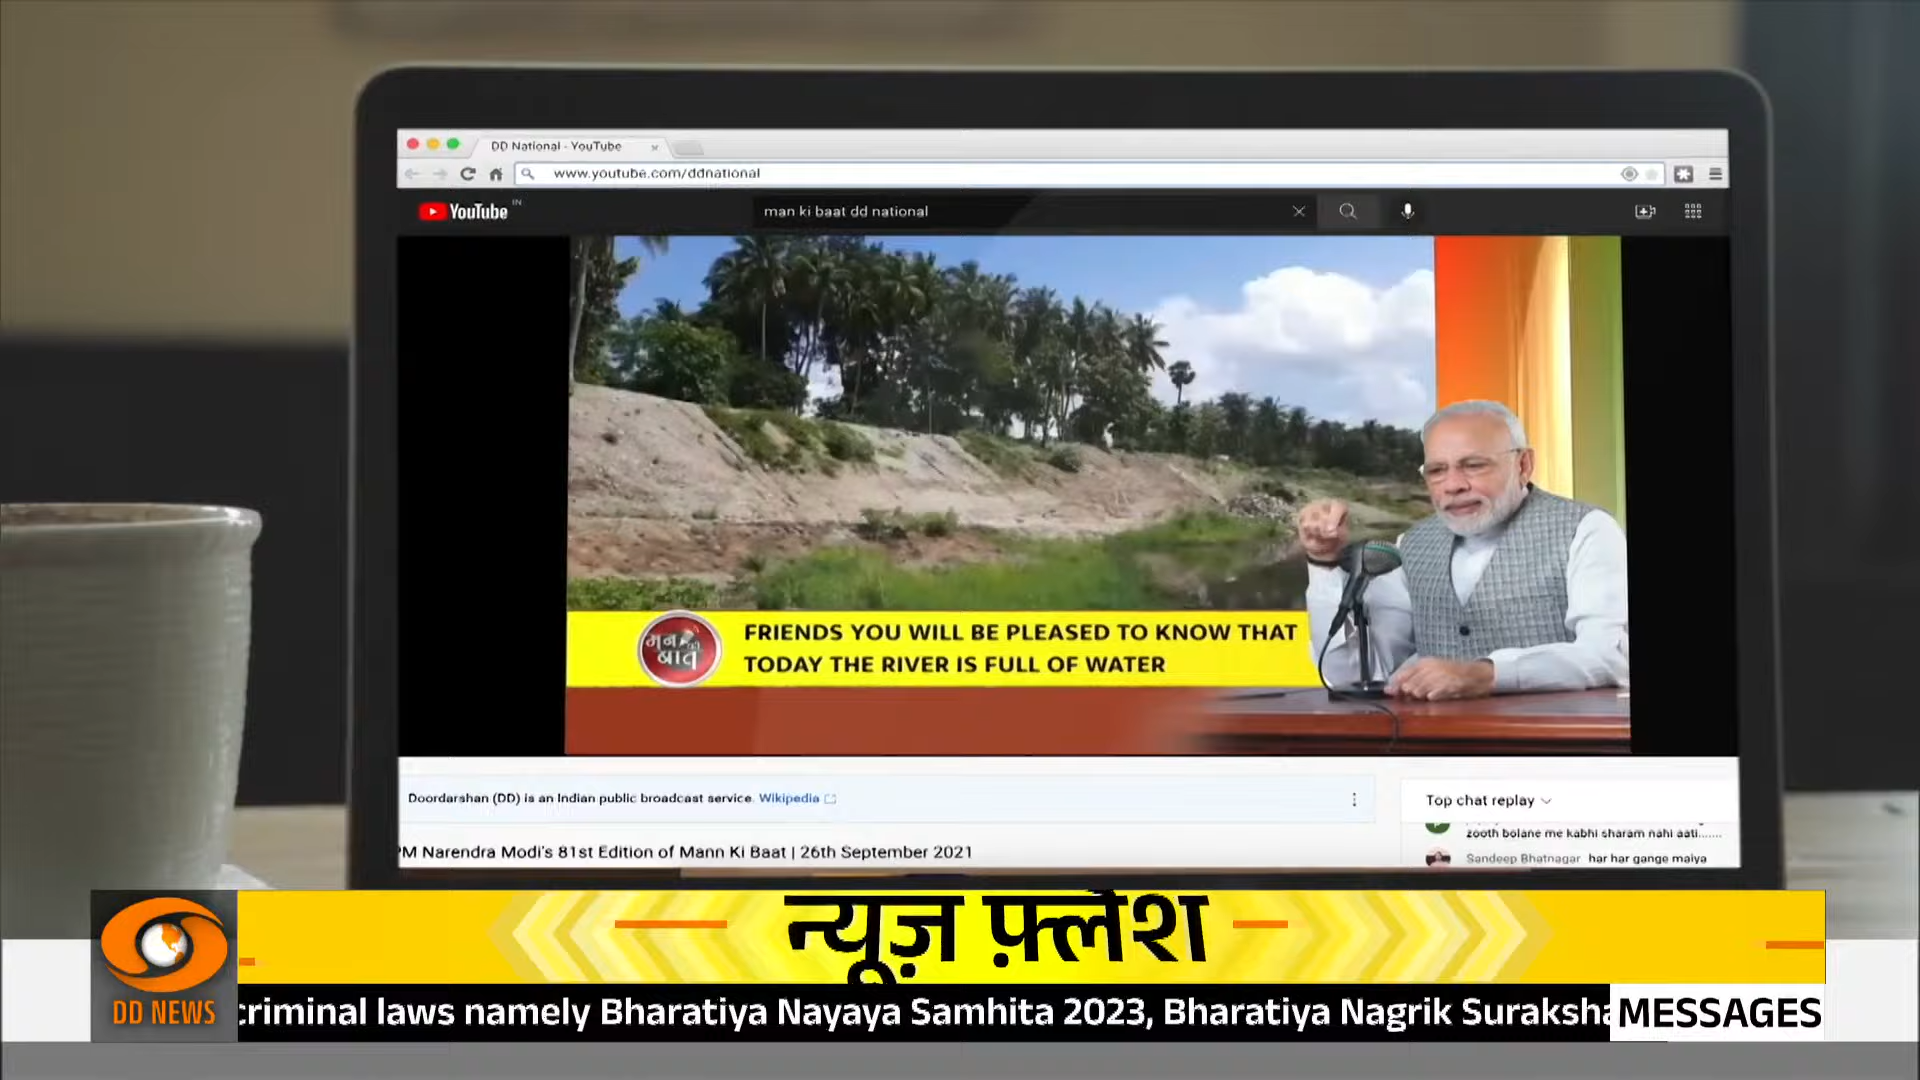 DD National - YouTube
www.youtube.com/ddnational
YouTube IN
man ki baat dd national
मन की बात
FRIENDS YOU WILL BE PLEASED TO KNOW THAT
TODAY THE RIVER IS FULL OF WATER
Doordarshan (DD) is an Indian public broadcast service. Wikipedia
Top chat replay
zooth bolane me kabhi sharam nahi aati.......
Sandeep Bhatnagar har har gange maiya
PM Narendra Modi's 81st Edition of Mann Ki Baat | 26th September 2021
न्यूज़ फ़्लैश
DD NEWS
criminal laws namely Bharatiya Nayaya Samhita 2023, Bharatiya Nagrik Suraksha
MESSAGES